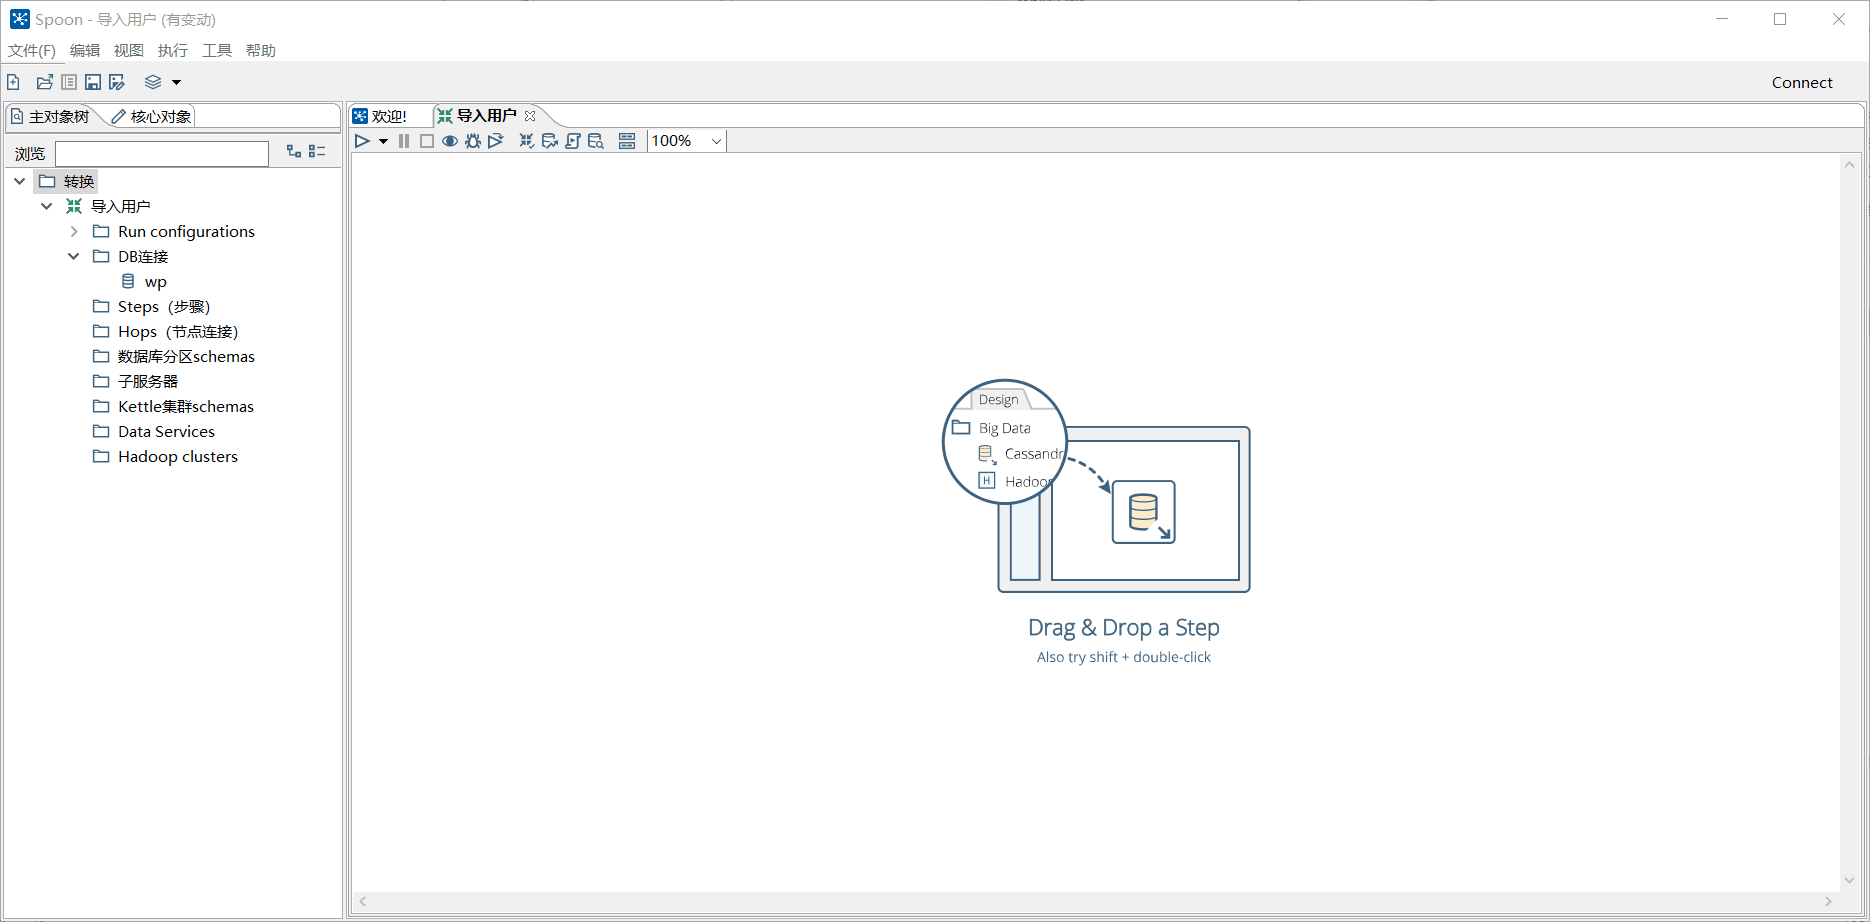 Spoon - 导入用户 (有变动)
文件(F) 编辑 视图 执行 工具 帮助
Connect
主对象树 核心对象
浏览
转换
导入用户
Run configurations
DB连接
wp
Steps（步骤）
Hops（节点连接）
数据库分区schemas
子服务器
Kettle集群schemas
Data Services
Hadoop clusters
欢迎! 导入用户
100%
Design
Big Data
Cassandr
H Hadoop
Drag & Drop a Step
Also try shift + double-click